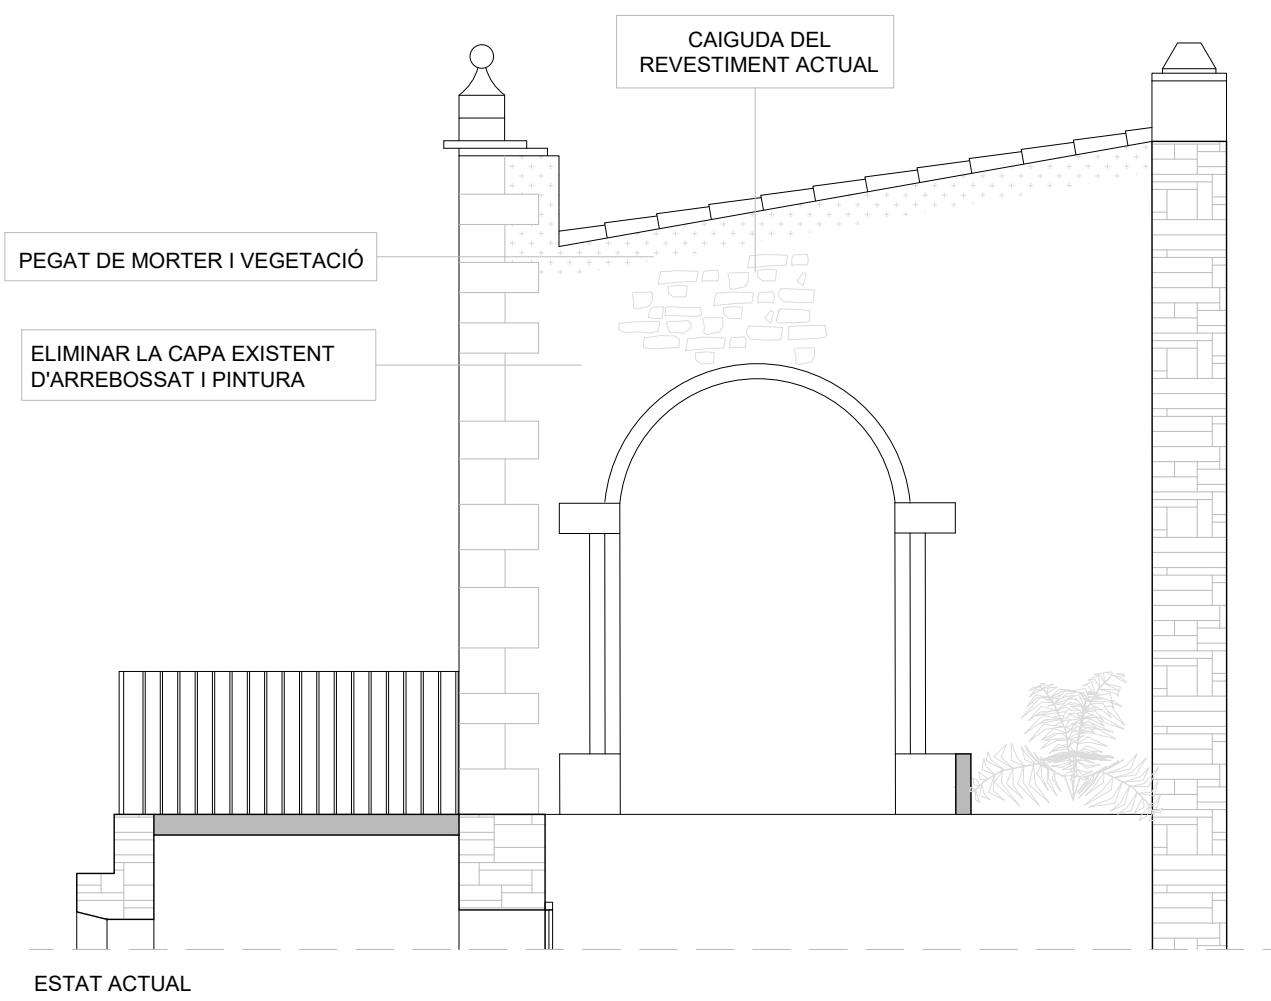 CAIGUDA DEL
REVESTIMENT ACTUAL
PEGAT DE MORTER I VEGETACIÓ
ELIMINAR LA CAPA EXISTENT
D'ARREBOSSAT I PINTURA
ESTAT ACTUAL